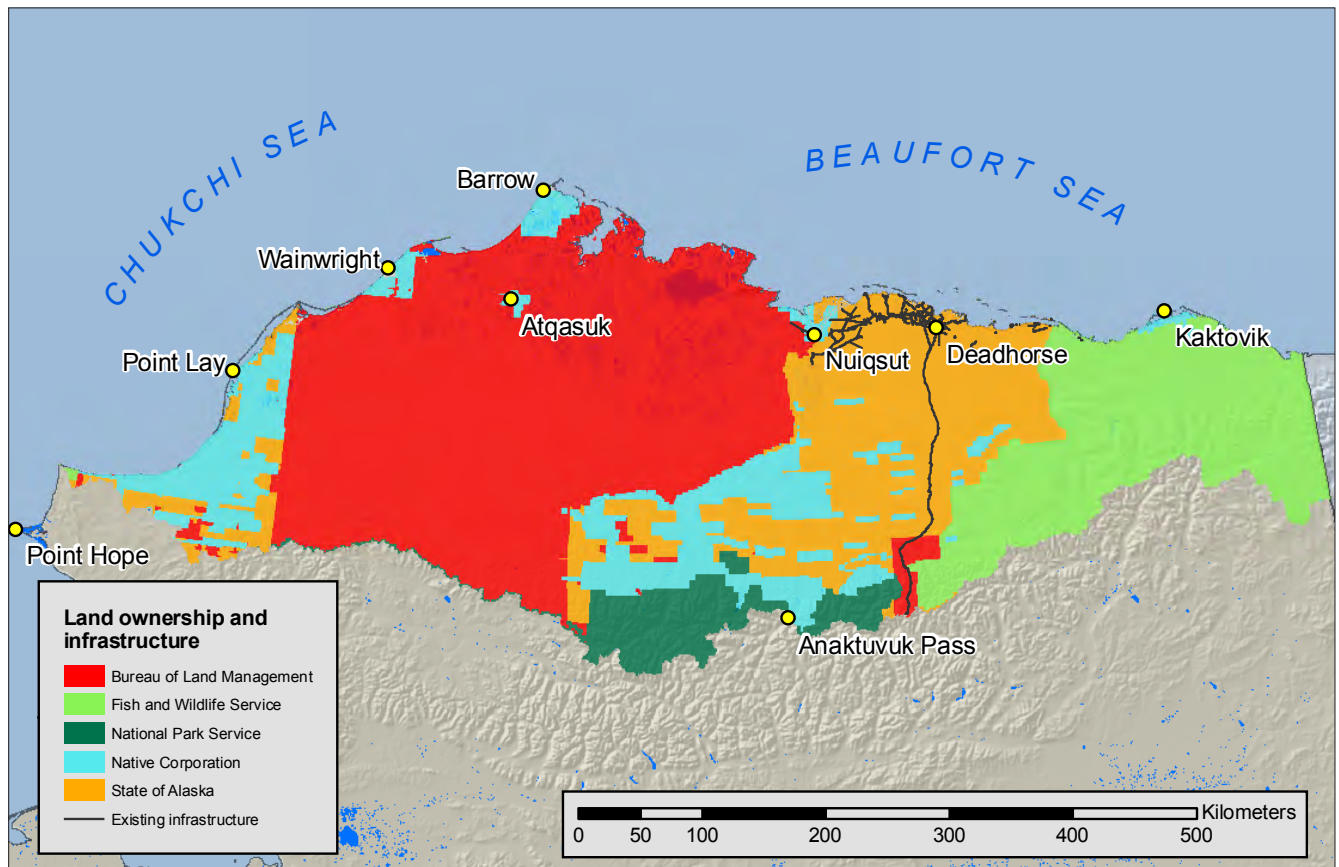 CHUKCHI SEA
BEAUFORT SEA
Barrow
Wainwright
Atqasuk
Point Lay
Nuiqsut
Deadhorse
Kaktovik
Point Hope
Anaktuvuk Pass
Land ownership and
infrastructure
Bureau of Land Management
Fish and Wildlife Service
National Park Service
Native Corporation
State of Alaska
Existing infrastructure
Kilometers
0 50 100 200 300 400 500